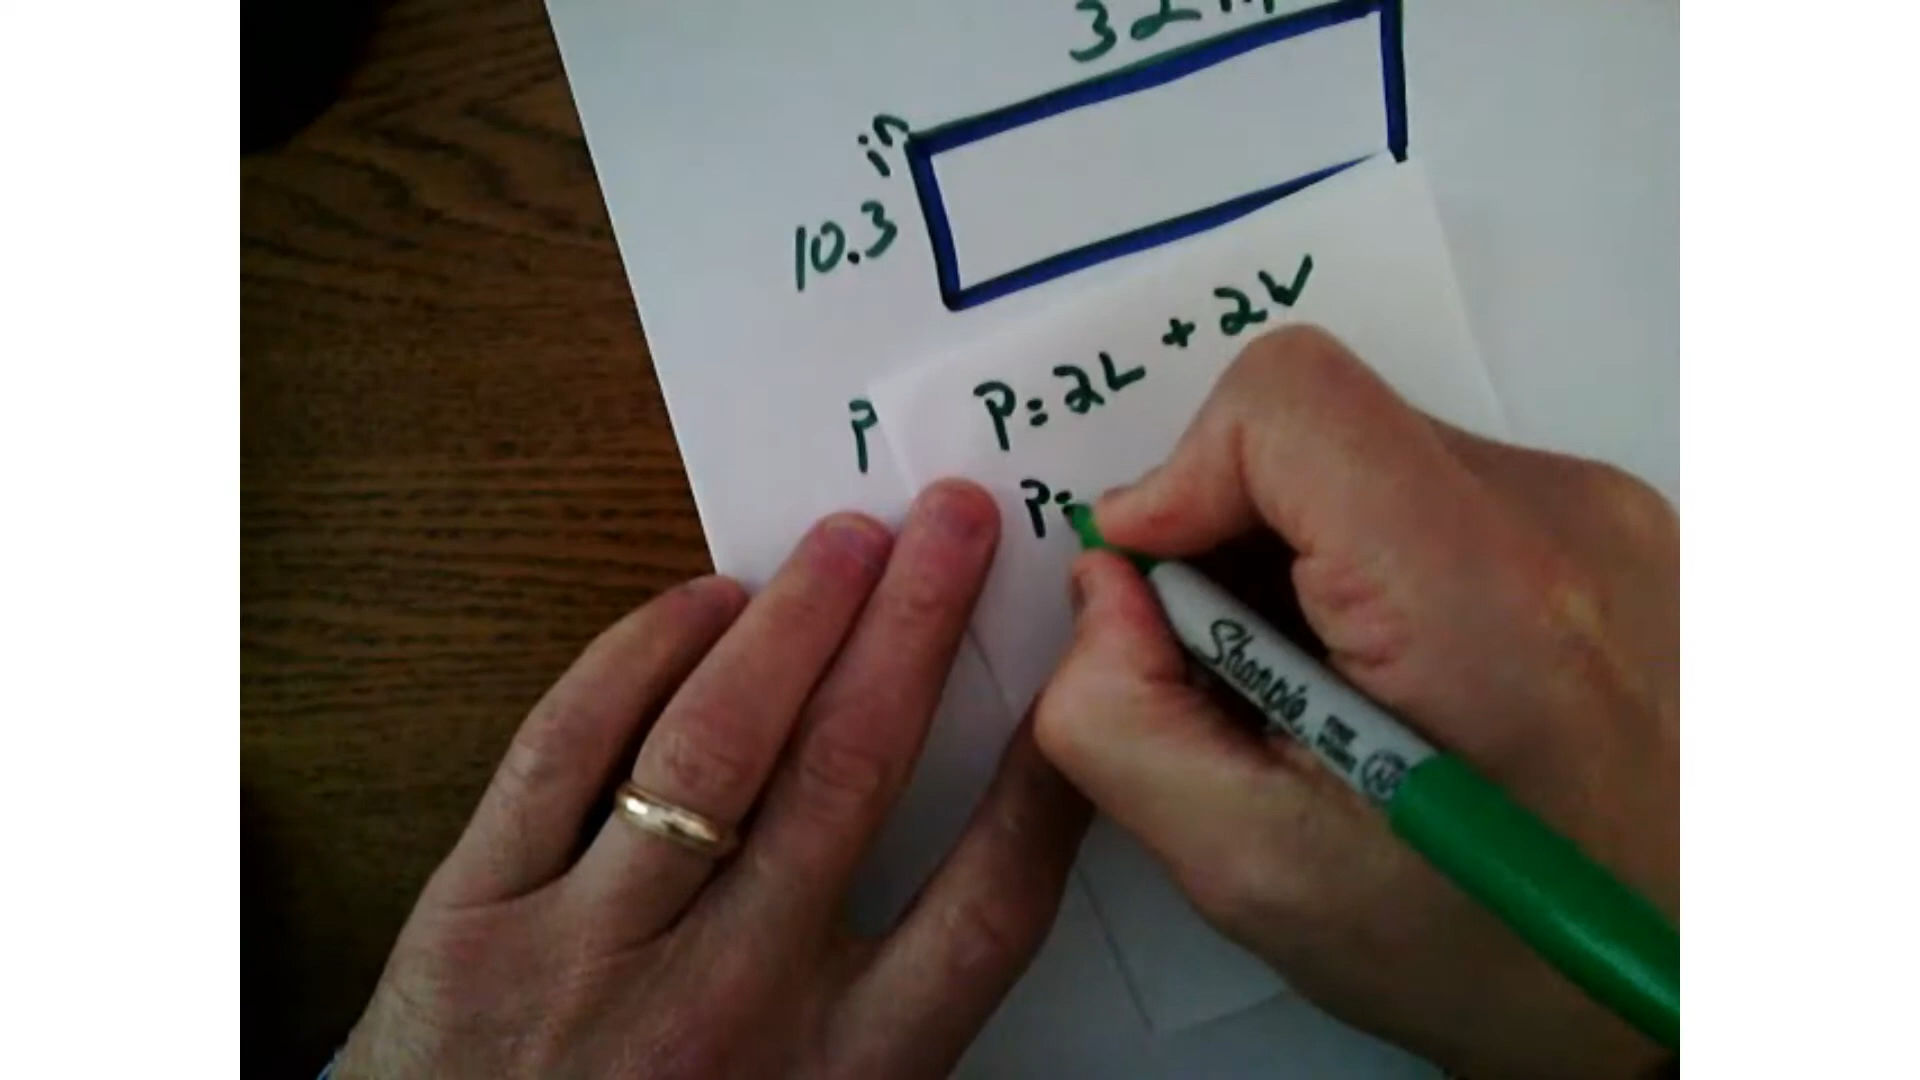 32 in
in
10.3
P=2L + 2W
P
P=
Sharpie.